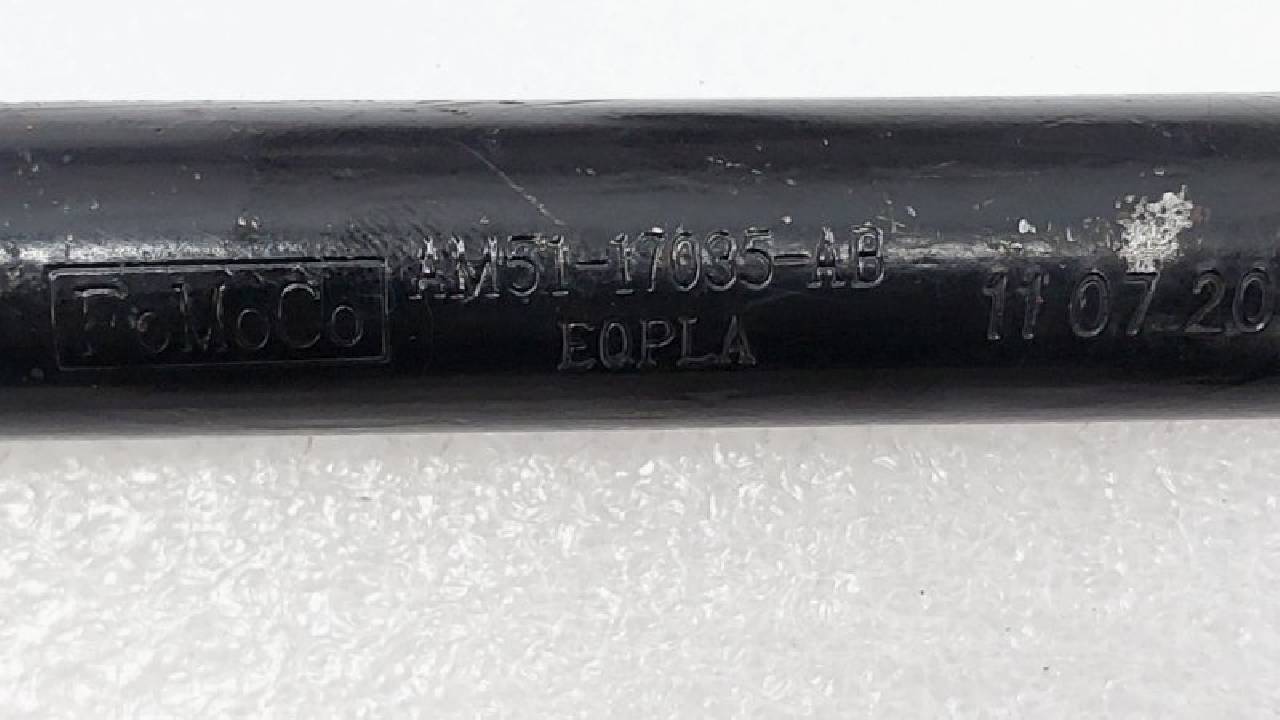 FoMoCo
AM51-17035-AB
EQPLA
11 07 20